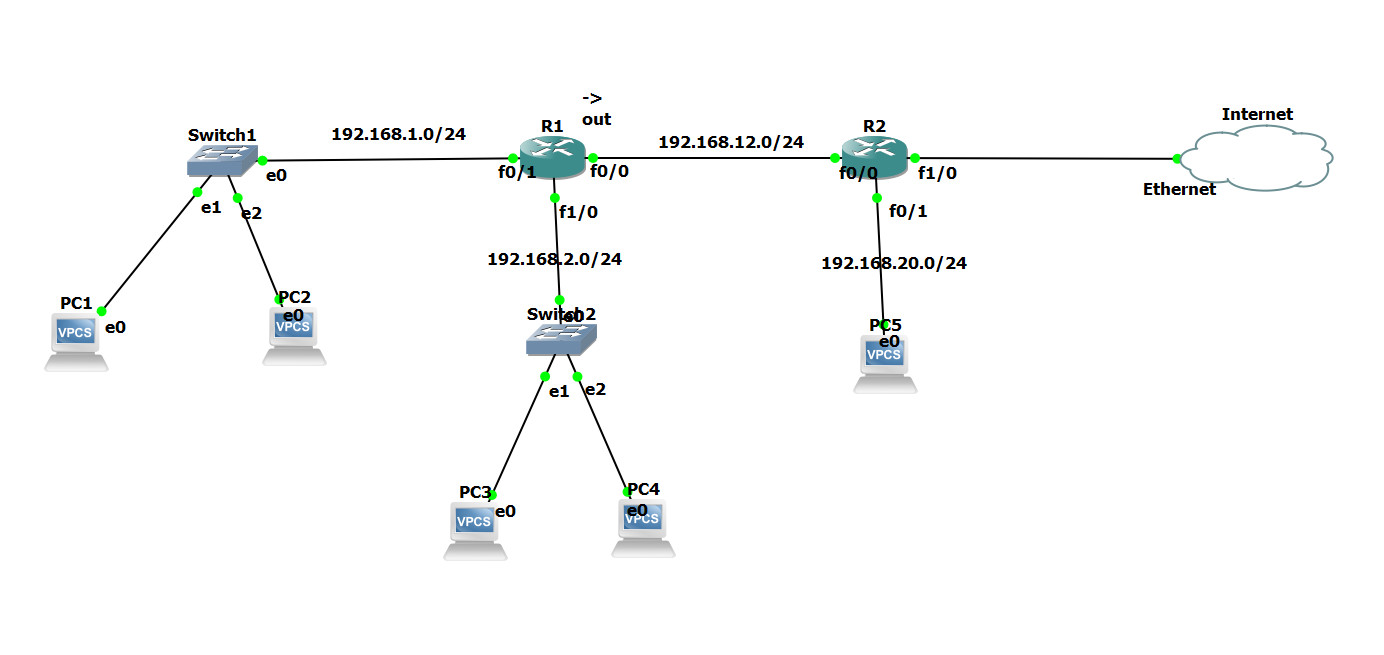 ->
out
Internet
Switch1
192.168.1.0/24
R1
192.168.12.0/24
R2
e0
f0/1
f0/0
f0/0
f1/0
Ethernet
e1
e2
f1/0
f0/1
192.168.2.0/24
192.168.20.0/24
PC1
e0
VPCS
PC2
e0
VPCS
Switch2
e0
PC5
e0
VPCS
e1
e2
PC3
e0
VPCS
PC4
e0
VPCS